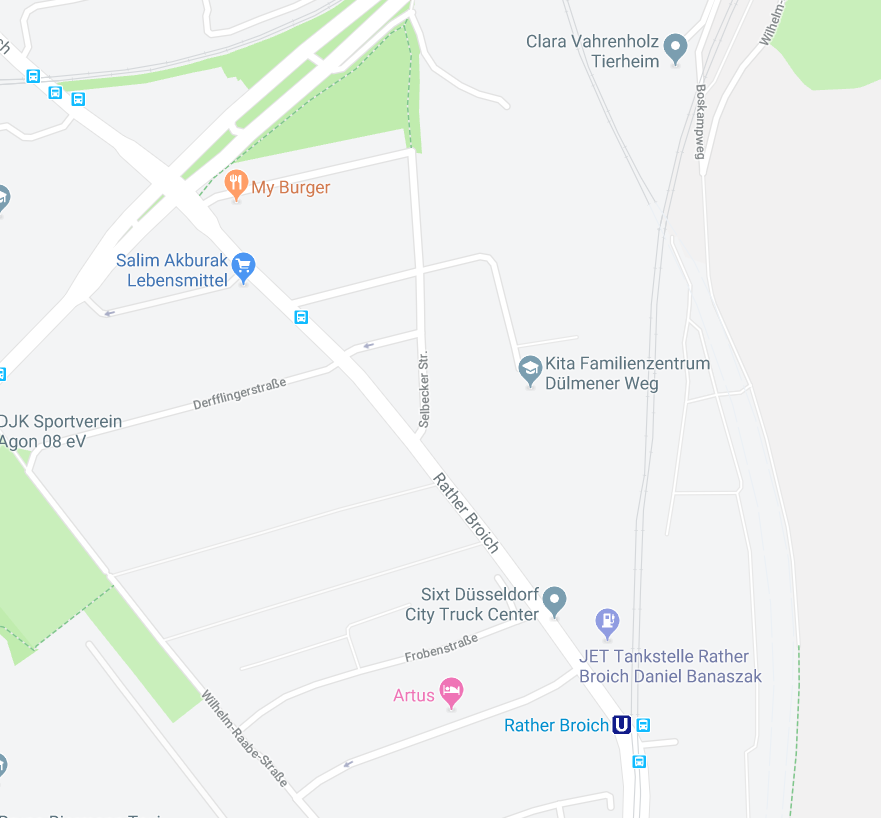 Wilhelm-
Clara Vahrenholz
Tierheim
Boskampweg
My Burger
Salim Akburak
Lebensmittel
Selbecker Str.
Kita Familienzentrum
Dülmener Weg
Derfflingerstraße
DJK Sportverein
Agon 08 eV
Rather Broich
Sixt Düsseldorf
City Truck Center
Frobenstraße
JET Tankstelle Rather
Broich Daniel Banaszak
Artus
Wilhelm-Raabe-Straße
Rather Broich U